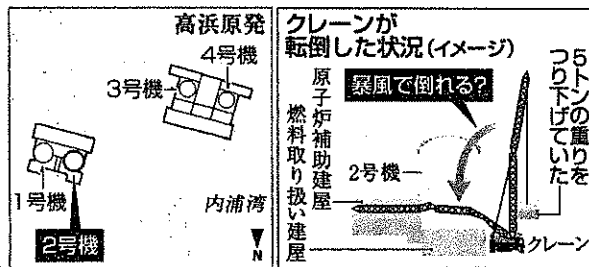 高浜原発
4号機
3号機
1号機
2号機
内浦湾
N
クレーンが
転倒した状況(イメージ)
暴風で倒れる?
5トンの重りを
つり下げていた
原子炉補助建屋
燃料取り扱い建屋
2号機
クレーン